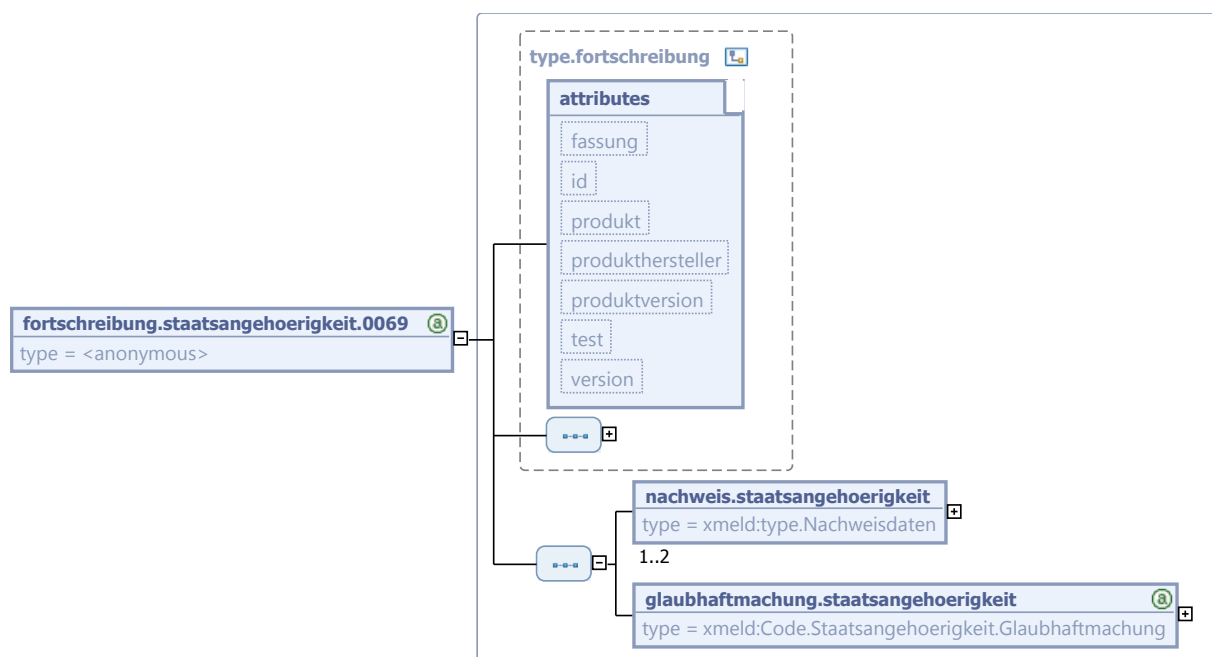 type.fortschreibung
attributes
fassung
id
produkt
produkthersteller
produktversion
test
version
fortschreibung.staatsangehoerigkeit.0069 a
type = <anonymous>
nachweis.staatsangehoerigkeit
type = xmeld:type.Nachweisdaten
1..2
glaubhaftmachung.staatsangehoerigkeit a
type = xmeld:Code.Staatsangehoerigkeit.Glaubhaftmachung